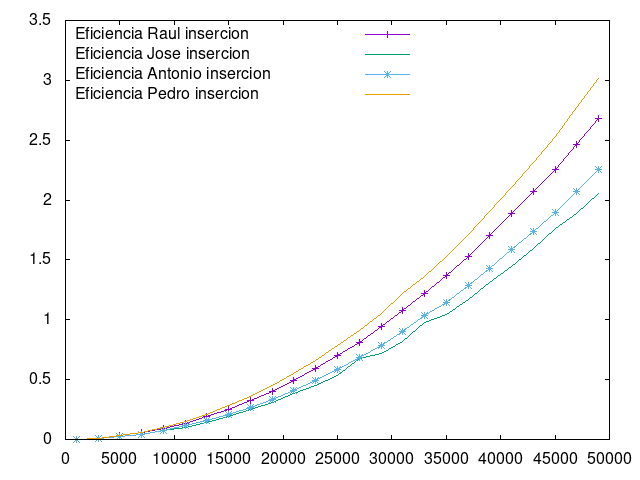 3.5
3
2.5
2
1.5
1
0.5
0
Eficiencia Raul insercion
Eficiencia Jose insercion
Eficiencia Antonio insercion
Eficiencia Pedro insercion
0 5000 10000 15000 20000 25000 30000 35000 40000 45000 50000